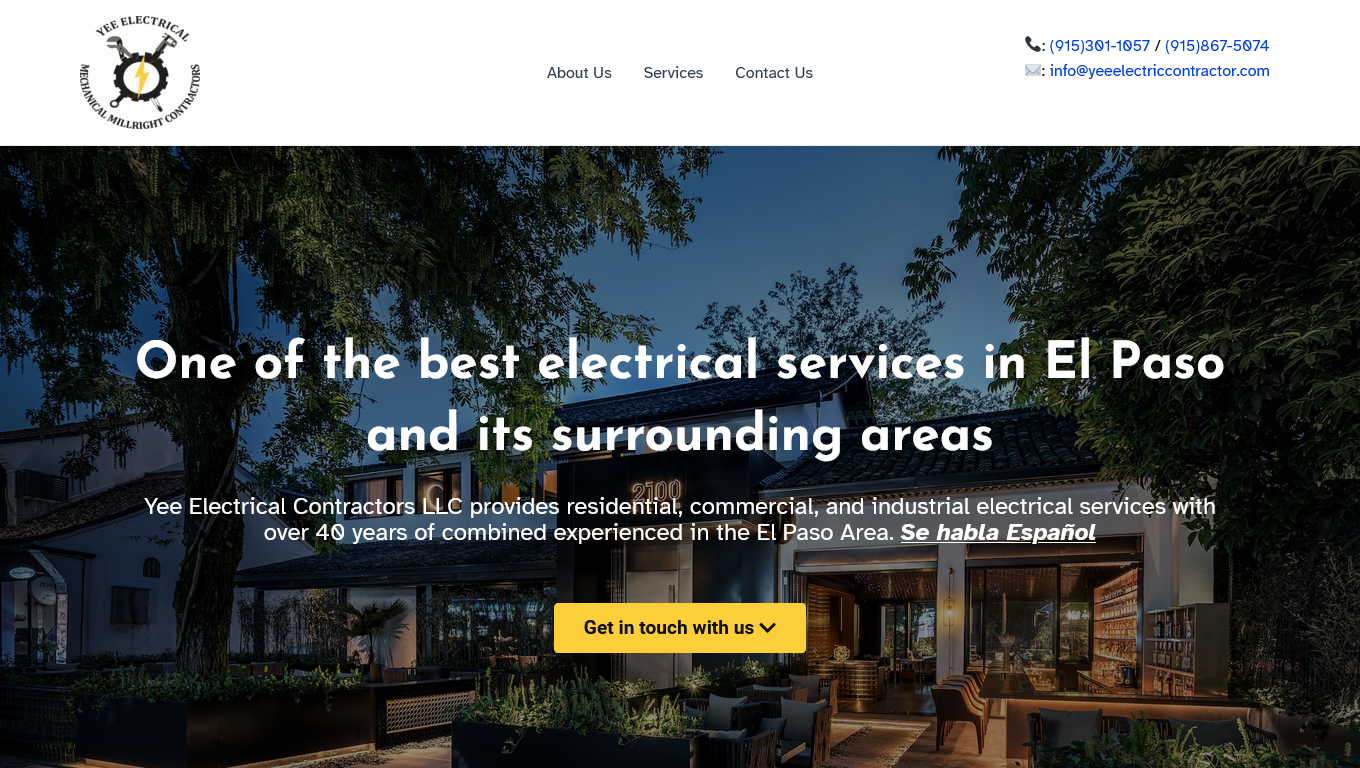 YEE ELECTRICAL
MECHANICAL MILLRIGHT CONTRACTORS
About Us
Services
Contact Us
: (915)301-1057 / (915)867-5074
: info@yeeelectriccontractor.com
One of the best electrical services in El Paso
and its surrounding areas
2100
Yee Electrical Contractors LLC provides residential, commercial, and industrial electrical services with
over 40 years of combined experienced in the El Paso Area. Se habla Español
Get in touch with us